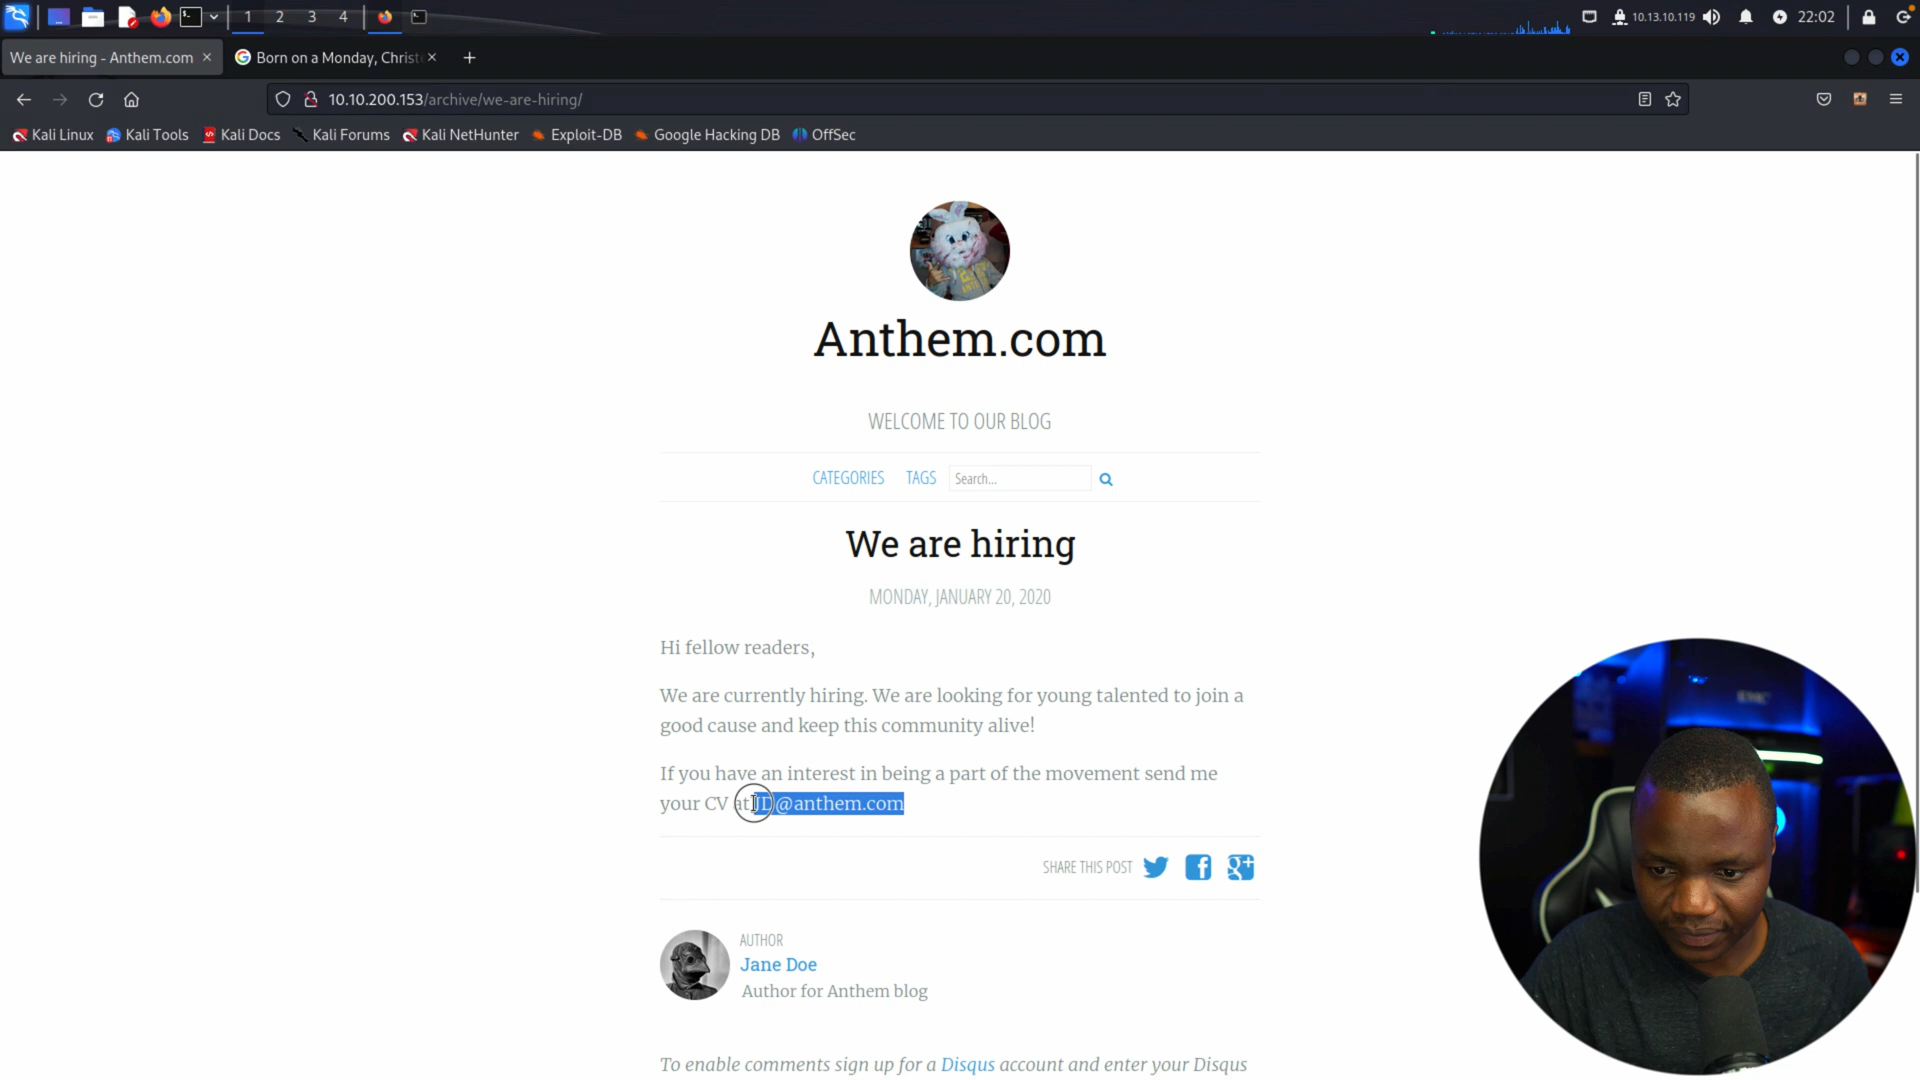 1 2 3 4 10.13.10.119 22:02
We are hiring - Anthem.com Born on a Monday, Christ
10.10.200.153/archive/we-are-hiring/
Kali Linux Kali Tools Kali Docs Kali Forums Kali NetHunter Exploit-DB Google Hacking DB OffSec
Anthem.com
WELCOME TO OUR BLOG
CATEGORIES TAGS Search...
We are hiring
MONDAY, JANUARY 20, 2020
Hi fellow readers,
We are currently hiring. We are looking for young talented to join a
good cause and keep this community alive!
If you have an interest in being a part of the movement send me
your CV at JD@anthem.com
SHARE THIS POST
AUTHOR
Jane Doe
Author for Anthem blog
To enable comments sign up for a Disqus account and enter your Disqus